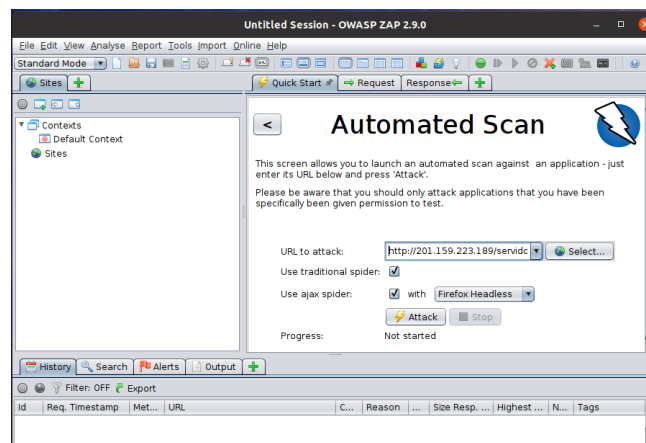 Untitled Session - OWASP ZAP 2.9.0
File Edit View Analyse Report Tools Import Online Help
Standard Mode
Sites
Quick Start Request Response
Contexts
Default Context
Sites
<
Automated Scan
This screen allows you to launch an automated scan against an application - just
enter its URL below and press 'Attack'.
Please be aware that you should only attack applications that you have been
specifically been given permission to test.
URL to attack: http://201.159.223.189/servidc Select...
Use traditional spider:
Use ajax spider: with Firefox Headless
Attack Stop
Progress: Not started
History Search Alerts Output
Filter: OFF Export
Id Req. Timestamp Met... URL C... Reason ... Size Resp. ... Highest ... N... Tags